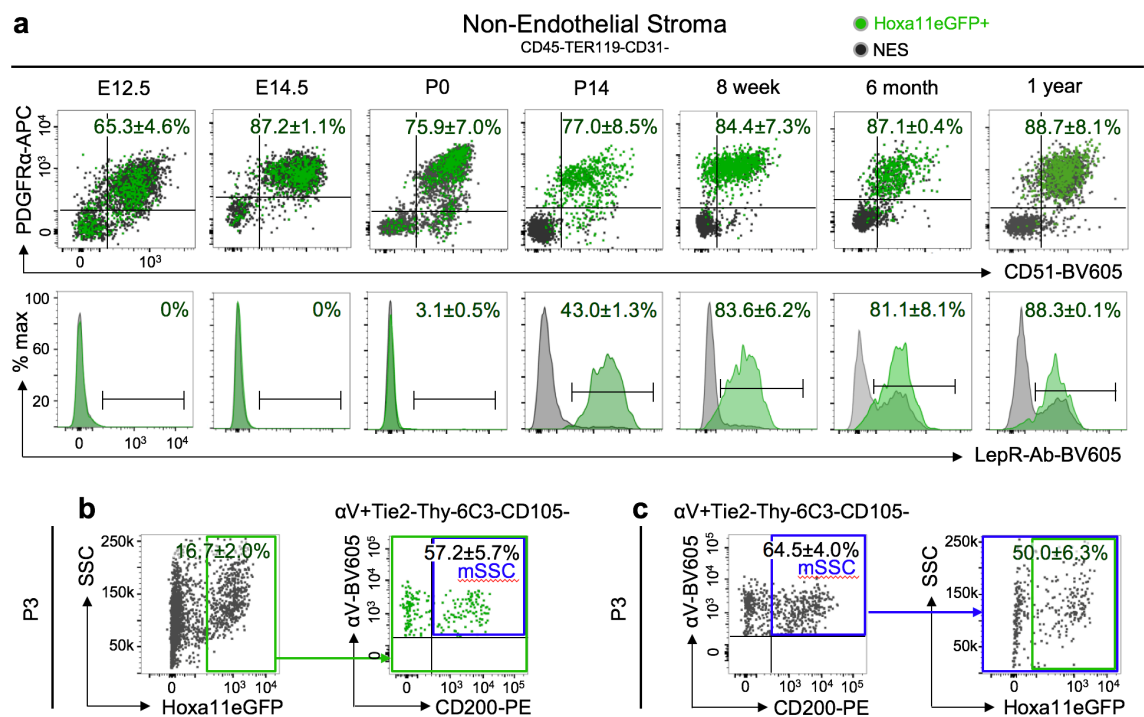 a
Non-Endothelial Stroma
CD45-TER119-CD31-
Hoxa11eGFP+
NES
E12.5 E14.5 P0 P14 8 week 6 month 1 year
PDGFRα-APC
10⁴
10³
0
65.3±4.6% 87.2±1.1% 75.9±7.0% 77.0±8.5% 84.4±7.3% 87.1±0.4% 88.7±8.1%
0 10³
CD51-BV605
% max
100
60
20
0% 0% 3.1±0.5% 43.0±1.3% 83.6±6.2% 81.1±8.1% 88.3±0.1%
0 10³ 10⁴
LepR-Ab-BV605
b
P3
SSC
250k
150k
50k
16.7±2.0%
0 10³ 10⁴
Hoxa11eGFP
αV+Tie2-Thy-6C3-CD105-
αV-BV605
10⁵
10⁴
10³
0
57.2±5.7%
mSSC
0 10³ 10⁴ 10⁵
CD200-PE
c
P3
αV+Tie2-Thy-6C3-CD105-
αV-BV605
10⁵
10⁴
10³
0
64.5±4.0%
mSSC
0 10³ 10⁴ 10⁵
CD200-PE
SSC
250k
150k
50k
50.0±6.3%
0 10³ 10⁴
Hoxa11eGFP